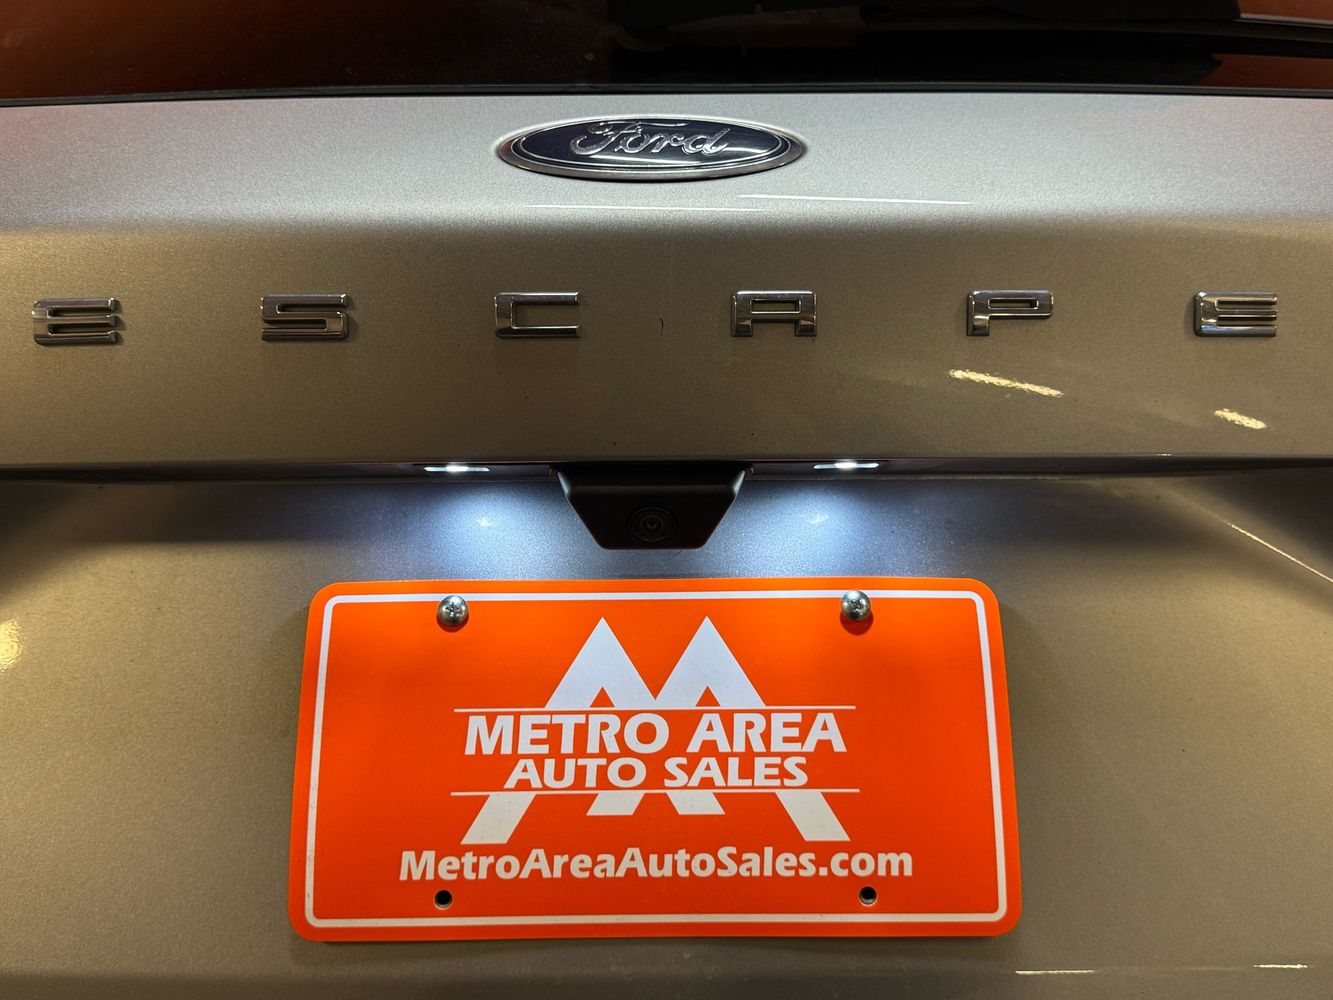 Ford
ESCAPE
METRO AREA
AUTO SALES
MetroAreaAutoSales.com